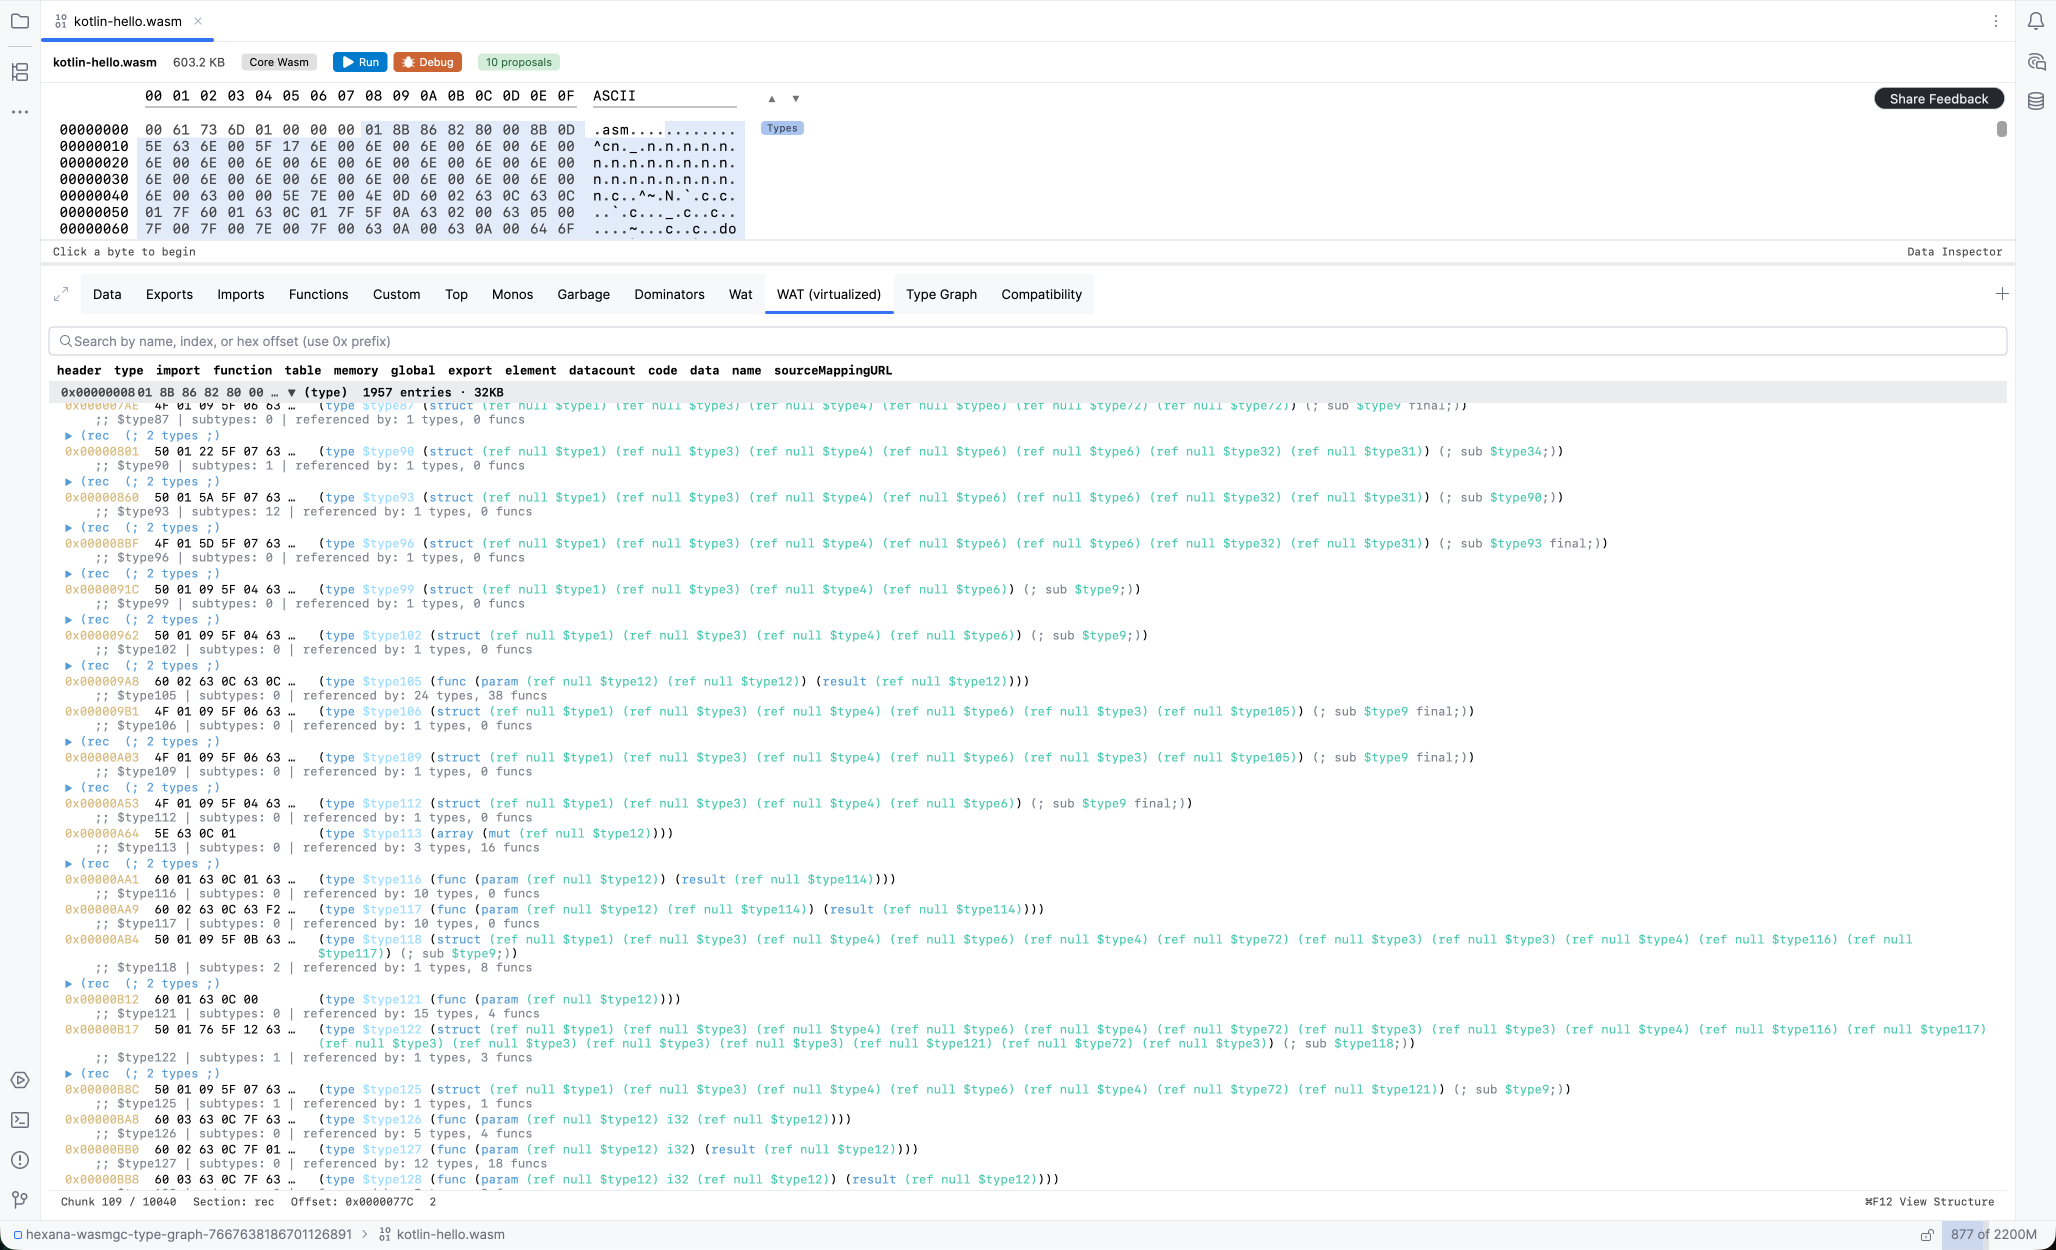 kotlin-hello.wasm
kotlin-hello.wasm 603.2 KB Core Wasm Run Debug 10 proposals
00 01 02 03 04 05 06 07 08 09 0A 0B 0C 0D 0E 0F ASCII
Share Feedback
00000000 00 61 73 6D 01 00 00 00 01 8B 86 82 80 00 8B 0D .asm............ Types
00000010 5E 63 6E 00 5F 17 6E 00 6E 00 6E 00 6E 00 6E 00 ^cn._.n.n.n.n.n.
00000020 6E 00 6E 00 6E 00 6E 00 6E 00 6E 00 6E 00 6E 00 n.n.n.n.n.n.n.n.
00000030 6E 00 6E 00 6E 00 6E 00 6E 00 6E 00 6E 00 6E 00 n.n.n.n.n.n.n.n.
00000040 6E 00 63 00 00 5E 7E 00 4E 0D 60 02 63 0C 63 0C n.c..^~.N.`.c.c.
00000050 01 7F 60 01 63 0C 01 7F 5F 0A 63 02 00 63 05 00 ..`.c..._.c..c..
00000060 7F 00 7F 00 7E 00 7F 00 63 0A 00 63 0A 00 64 6F ....~...c..c..do
Click a byte to begin Data Inspector
Data Exports Imports Functions Custom Top Monos Garbage Dominators Wat WAT (virtualized) Type Graph Compatibility
Search by name, index, or hex offset (use 0x prefix)
header type import function table memory global export element datacount code data name sourceMappingURL
0x00000008 01 8B 86 82 80 00 … ▼ (type) 1957 entries · 32KB
0x000007AE 4F 01 09 5F 06 63 … (type $type87 (struct (ref null $type1) (ref null $type3) (ref null $type4) (ref null $type6) (ref null $type72) (ref null $type72)) (; sub $type9 final;))
;; $type87 | subtypes: 0 | referenced by: 1 types, 0 funcs
▶ (rec (; 2 types ;)
0x00000801 50 01 22 5F 07 63 … (type $type90 (struct (ref null $type1) (ref null $type3) (ref null $type4) (ref null $type6) (ref null $type6) (ref null $type32) (ref null $type31)) (; sub $type34;))
;; $type90 | subtypes: 1 | referenced by: 1 types, 0 funcs
▶ (rec (; 2 types ;)
0x00000860 50 01 5A 5F 07 63 … (type $type93 (struct (ref null $type1) (ref null $type3) (ref null $type4) (ref null $type6) (ref null $type6) (ref null $type32) (ref null $type31)) (; sub $type90;))
;; $type93 | subtypes: 12 | referenced by: 1 types, 0 funcs
▶ (rec (; 2 types ;)
0x000008BF 4F 01 5D 5F 07 63 … (type $type96 (struct (ref null $type1) (ref null $type3) (ref null $type4) (ref null $type6) (ref null $type6) (ref null $type32) (ref null $type31)) (; sub $type93 final;))
;; $type96 | subtypes: 0 | referenced by: 1 types, 0 funcs
▶ (rec (; 2 types ;)
0x0000091C 50 01 09 5F 04 63 … (type $type99 (struct (ref null $type1) (ref null $type3) (ref null $type4) (ref null $type6)) (; sub $type9;))
;; $type99 | subtypes: 0 | referenced by: 1 types, 0 funcs
▶ (rec (; 2 types ;)
0x00000962 50 01 09 5F 04 63 … (type $type102 (struct (ref null $type1) (ref null $type3) (ref null $type4) (ref null $type6)) (; sub $type9;))
;; $type102 | subtypes: 0 | referenced by: 1 types, 0 funcs
▶ (rec (; 2 types ;)
0x000009A8 60 02 63 0C 63 0C … (type $type105 (func (param (ref null $type12) (ref null $type12)) (result (ref null $type12))))
;; $type105 | subtypes: 0 | referenced by: 24 types, 38 funcs
0x000009B1 4F 01 09 5F 06 63 … (type $type106 (struct (ref null $type1) (ref null $type3) (ref null $type4) (ref null $type6) (ref null $type3) (ref null $type105)) (; sub $type9 final;))
;; $type106 | subtypes: 0 | referenced by: 1 types, 0 funcs
▶ (rec (; 2 types ;)
0x00000A03 4F 01 09 5F 06 63 … (type $type109 (struct (ref null $type1) (ref null $type3) (ref null $type4) (ref null $type6) (ref null $type3) (ref null $type105)) (; sub $type9 final;))
;; $type109 | subtypes: 0 | referenced by: 1 types, 0 funcs
▶ (rec (; 2 types ;)
0x00000A53 4F 01 09 5F 04 63 … (type $type112 (struct (ref null $type1) (ref null $type3) (ref null $type4) (ref null $type6)) (; sub $type9 final;))
;; $type112 | subtypes: 0 | referenced by: 1 types, 0 funcs
0x00000A64 5E 63 0C 01 (type $type113 (array (mut (ref null $type12))))
;; $type113 | subtypes: 0 | referenced by: 3 types, 16 funcs
▶ (rec (; 2 types ;)
0x00000AA1 60 01 63 0C 01 63 … (type $type116 (func (param (ref null $type12)) (result (ref null $type114))))
;; $type116 | subtypes: 0 | referenced by: 10 types, 0 funcs
0x00000AA9 60 02 63 0C 63 F2 … (type $type117 (func (param (ref null $type12) (ref null $type114)) (result (ref null $type114))))
;; $type117 | subtypes: 0 | referenced by: 10 types, 0 funcs
0x00000AB4 50 01 09 5F 0B 63 … (type $type118 (struct (ref null $type1) (ref null $type3) (ref null $type4) (ref null $type6) (ref null $type4) (ref null $type72) (ref null $type3) (ref null $type3) (ref null $type4) (ref null $type116) (ref null
$type117)) (; sub $type9;))
;; $type118 | subtypes: 2 | referenced by: 1 types, 8 funcs
▶ (rec (; 2 types ;)
0x00000B12 60 01 63 0C 00 (type $type121 (func (param (ref null $type12))))
;; $type121 | subtypes: 0 | referenced by: 15 types, 4 funcs
0x00000B17 50 01 76 5F 12 63 … (type $type122 (struct (ref null $type1) (ref null $type3) (ref null $type4) (ref null $type6) (ref null $type4) (ref null $type72) (ref null $type3) (ref null $type3) (ref null $type4) (ref null $type116) (ref null $type117)
(ref null $type3) (ref null $type3) (ref null $type3) (ref null $type3) (ref null $type121) (ref null $type72) (ref null $type3)) (; sub $type118;))
;; $type122 | subtypes: 1 | referenced by: 1 types, 3 funcs
▶ (rec (; 2 types ;)
0x00000B8C 50 01 09 5F 07 63 … (type $type125 (struct (ref null $type1) (ref null $type3) (ref null $type4) (ref null $type6) (ref null $type4) (ref null $type72) (ref null $type121)) (; sub $type9;))
;; $type125 | subtypes: 1 | referenced by: 1 types, 1 funcs
0x00000BA8 60 03 63 0C 7F 63 … (type $type126 (func (param (ref null $type12) i32 (ref null $type12))))
;; $type126 | subtypes: 0 | referenced by: 5 types, 4 funcs
0x00000BB0 60 02 63 0C 7F 01 … (type $type127 (func (param (ref null $type12) i32) (result (ref null $type12))))
;; $type127 | subtypes: 0 | referenced by: 12 types, 18 funcs
0x00000BB8 60 03 63 0C 7F 63 … (type $type128 (func (param (ref null $type12) i32 (ref null $type12)) (result (ref null $type12))))
Chunk 109 / 10040 Section: rec Offset: 0x0000077C 2 ⌘F12 View Structure
hexana-wasmgc-type-graph-7667638186701126891 > kotlin-hello.wasm 877 of 2200M